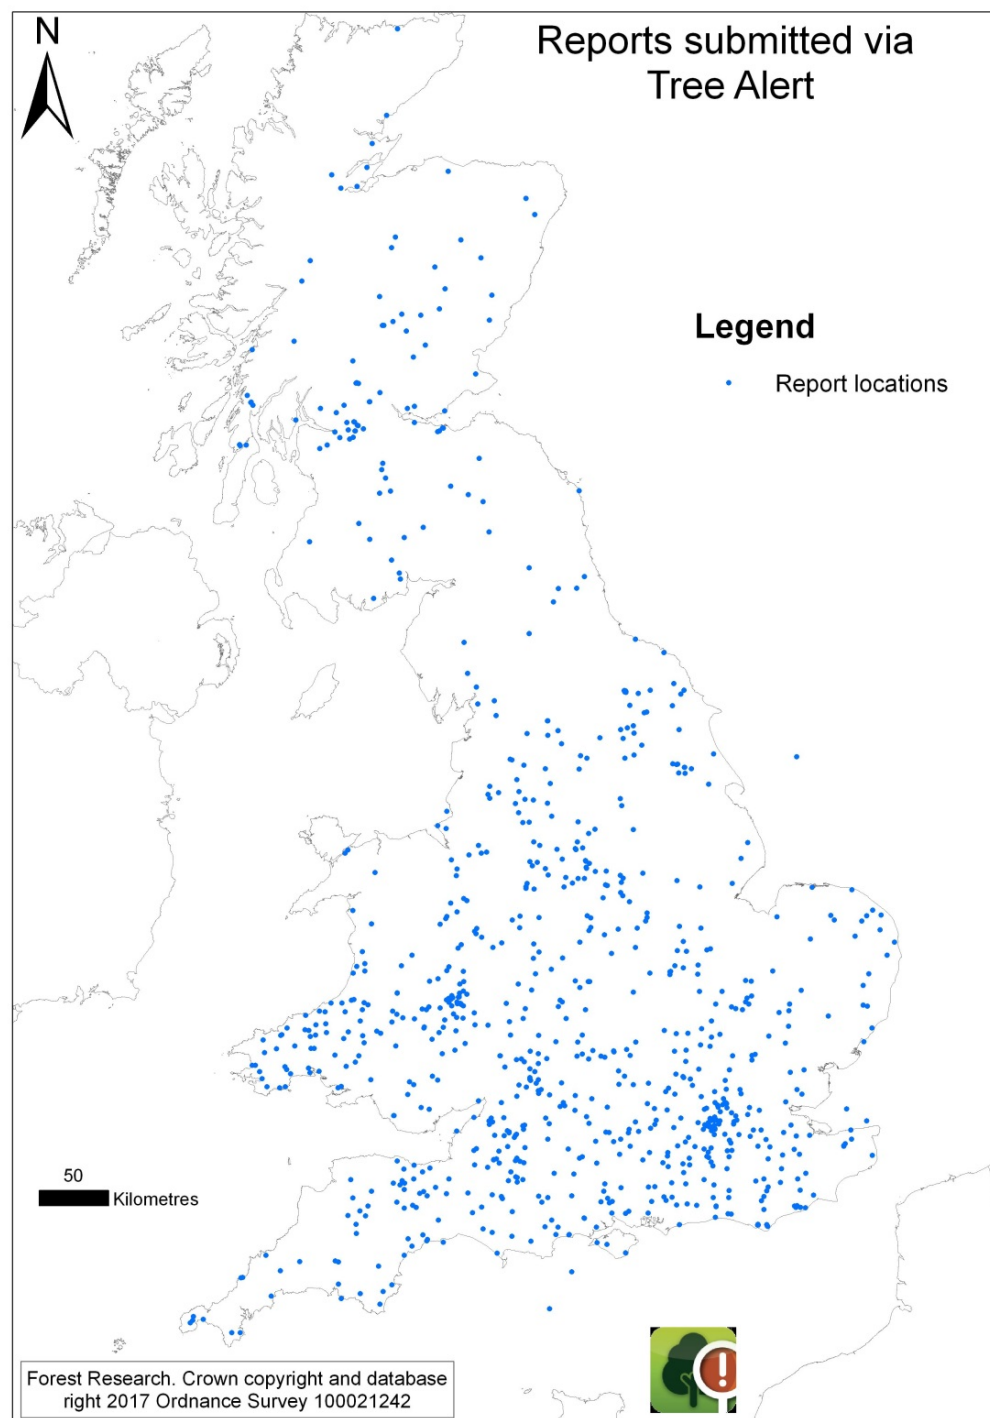 N
Reports submitted via
Tree Alert
Legend
Report locations
50
Kilometres
Forest Research. Crown copyright and database
right 2017 Ordnance Survey 100021242
!